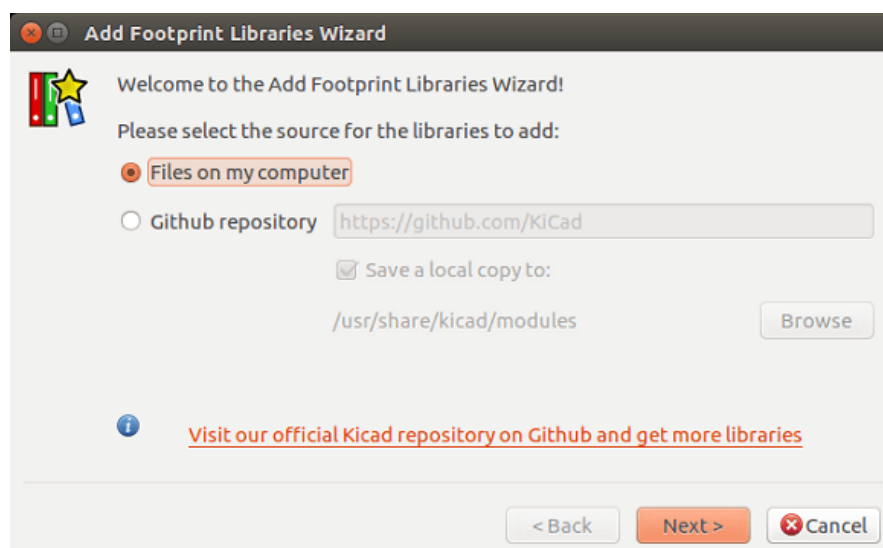 Add Footprint Libraries Wizard
Welcome to the Add Footprint Libraries Wizard!
Please select the source for the libraries to add:
Files on my computer
Github repository https://github.com/KiCad
Save a local copy to:
/usr/share/kicad/modules Browse
Visit our official Kicad repository on Github and get more libraries
< Back Next > Cancel